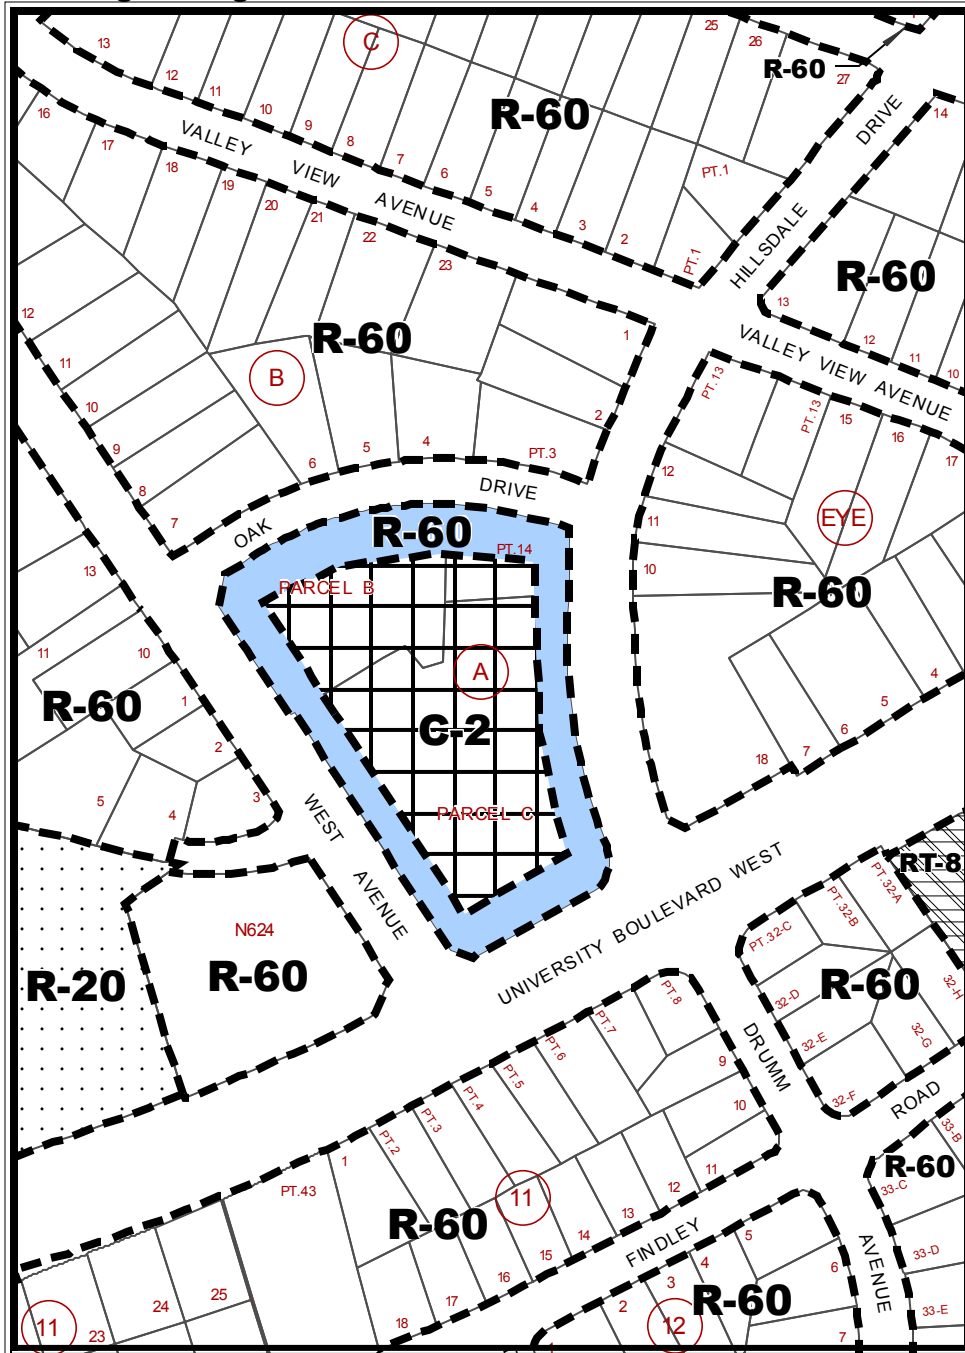 13
C
25
26
R-60
27
12
11
10
9
8
7
6
5
4
3
2
PT.1
PT.1
R-60
DRIVE
HILLSDALE
14
16
17
18
19
20
21
22
23
VALLEY
VIEW
AVENUE
R-60
13
12
11
10
VALLEY VIEW AVENUE
12
11
10
9
8
7
R-60
B
6
5
4
PT.3
1
2
OAK
DRIVE
PT.13
PT.13
15
16
17
12
11
10
EYE
R-60
18
7
6
5
4
R-60
PT.14
PARCEL B
A
C-2
PARCEL C
13
11
10
R-60
1
2
3
4
5
WEST
AVENUE
UNIVERSITY BOULEVARD WEST
N624
R-60
R-20
RT-8
PT.32-A
PT.32-B
PT.32-C
R-60
32-D
32-E
32-F
32-G
32-H
DRUMM
AVENUE
ROAD
FINDLEY
33-B
R-60
33-C
33-D
33-E
PT.8
PT.7
PT.6
PT.5
PT.4
PT.3
PT.2
1
PT.43
9
10
11
12
13
14
15
16
17
18
11
R-60
24
25
11
23
2
3
4
5
6
7
R-60
12